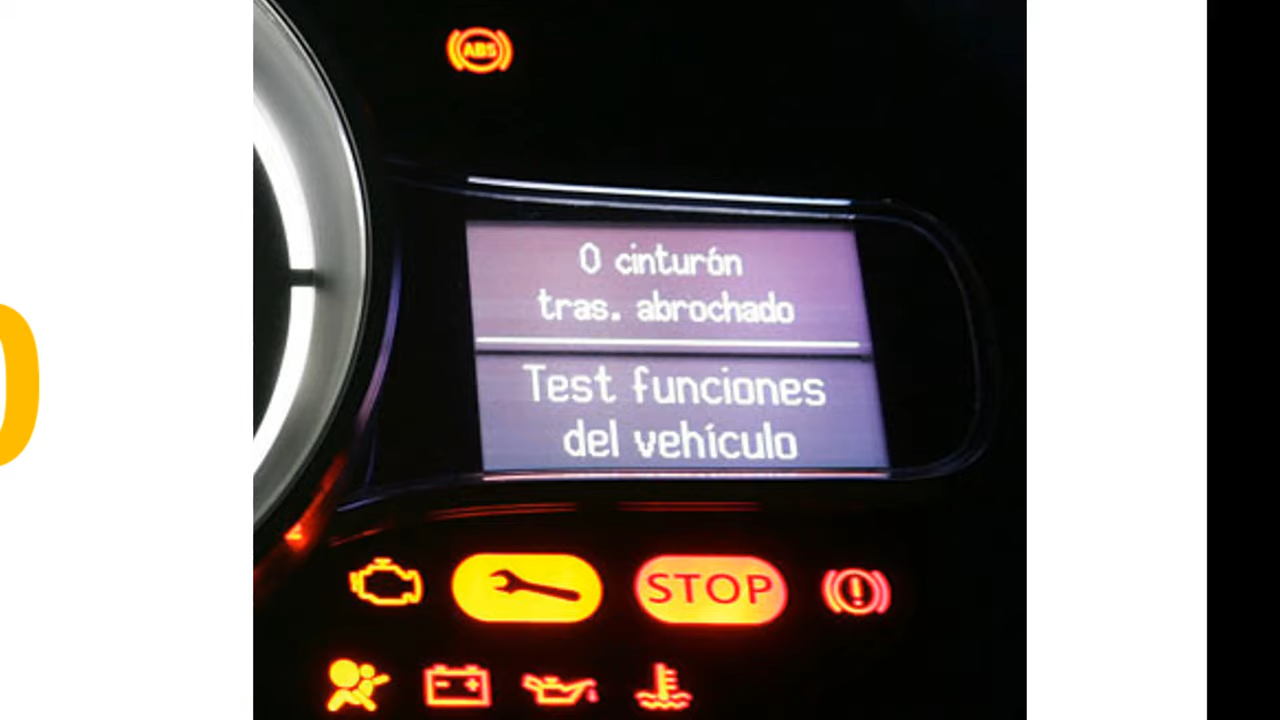 ABS
0 cinturón
tras. abrochado
Test funciones
del vehículo
STOP